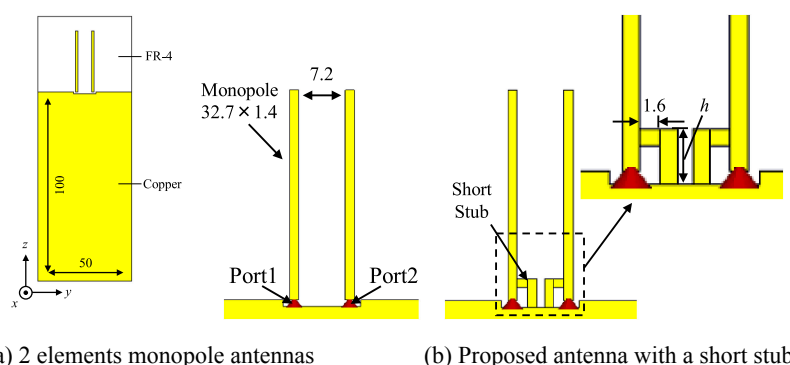 FR-4
100
Copper
50
z
x
y
7.2
Monopole
32.7 × 1.4
Port1
Port2
Short
Stub
1.6
h
a) 2 elements monopole antennas
(b) Proposed antenna with a short stub